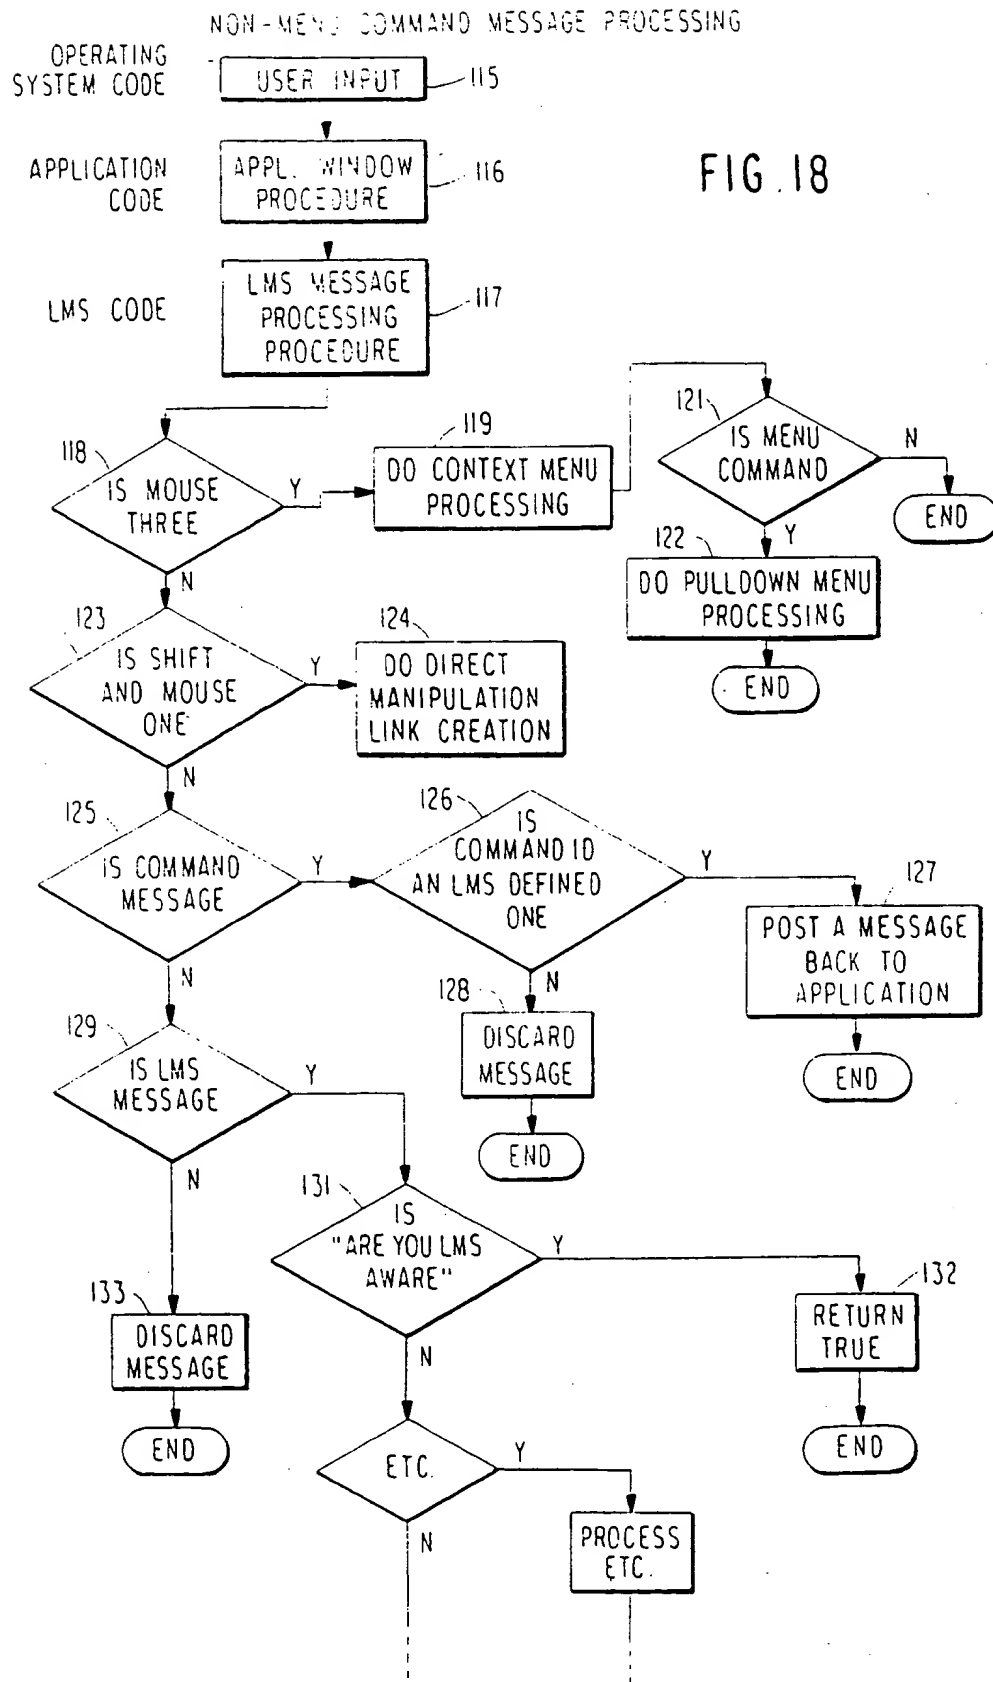 NON-MENU COMMAND MESSAGE PROCESSING
OPERATING
SYSTEM CODE
USER INPUT
115
APPLICATION
CODE
APPL. WINDOW
PROCEDURE
116
FIG. 18
LMS CODE
LMS MESSAGE
PROCESSING
PROCEDURE
117
118
IS MOUSE
THREE
Y
N
119
DO CONTEXT MENU
PROCESSING
121
IS MENU
COMMAND
N
END
Y
122
DO PULLDOWN MENU
PROCESSING
END
123
IS SHIFT
AND MOUSE
ONE
Y
N
124
DO DIRECT
MANIPULATION
LINK CREATION
125
IS COMMAND
MESSAGE
Y
N
126
IS
COMMAND ID
AN LMS DEFINED
ONE
Y
N
127
POST A MESSAGE
BACK TO
APPLICATION
END
128
DISCARD
MESSAGE
END
129
IS LMS
MESSAGE
Y
N
131
IS
"ARE YOU LMS
AWARE"
Y
N
132
RETURN
TRUE
END
133
DISCARD
MESSAGE
END
ETC.
Y
N
PROCESS
ETC.